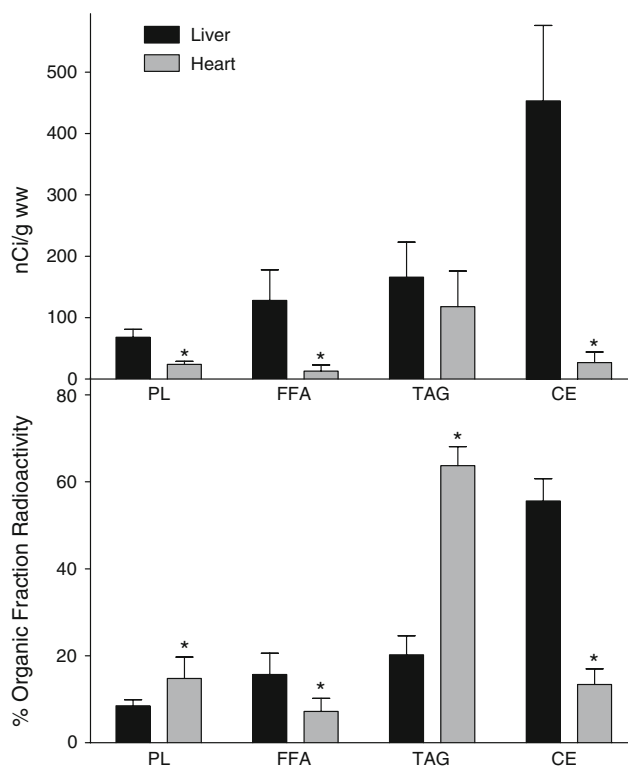 Liver
Heart
nCi/g ww
500
400
300
200
100
0
*
*
*
PL
FFA
TAG
CE
% Organic Fraction Radioactivity
80
60
40
20
0
*
*
*
*
PL
FFA
TAG
CE